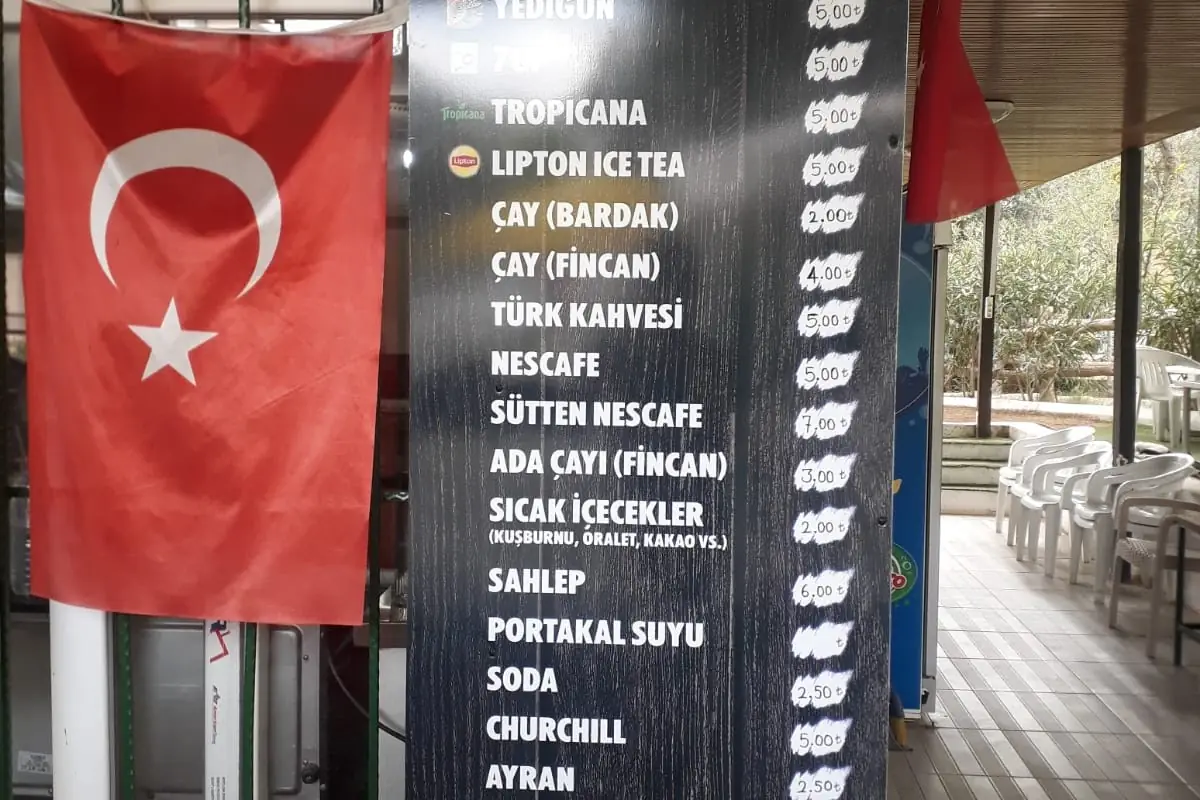 YEDİGÜN 5.00 ₺
7UP 5,00 ₺
Tropicana TROPICANA 5.00 ₺
Lipton LIPTON ICE TEA 5.00 ₺
ÇAY (BARDAK) 2.00 ₺
ÇAY (FİNCAN) 4.00 ₺
TÜRK KAHVESİ 5,00 ₺
NESCAFE 5,00 ₺
SÜTTEN NESCAFE 7,00 ₺
ADA ÇAYI (FİNCAN) 3.00 ₺
SICAK İÇECEKLER 2.00 ₺
(KUŞBURNU, ORALET, KAKAO VS.)
SAHLEP 6,00 ₺
PORTAKAL SUYU ₺
SODA 2,50 ₺
CHURCHILL 5.00 ₺
AYRAN 2.50 ₺